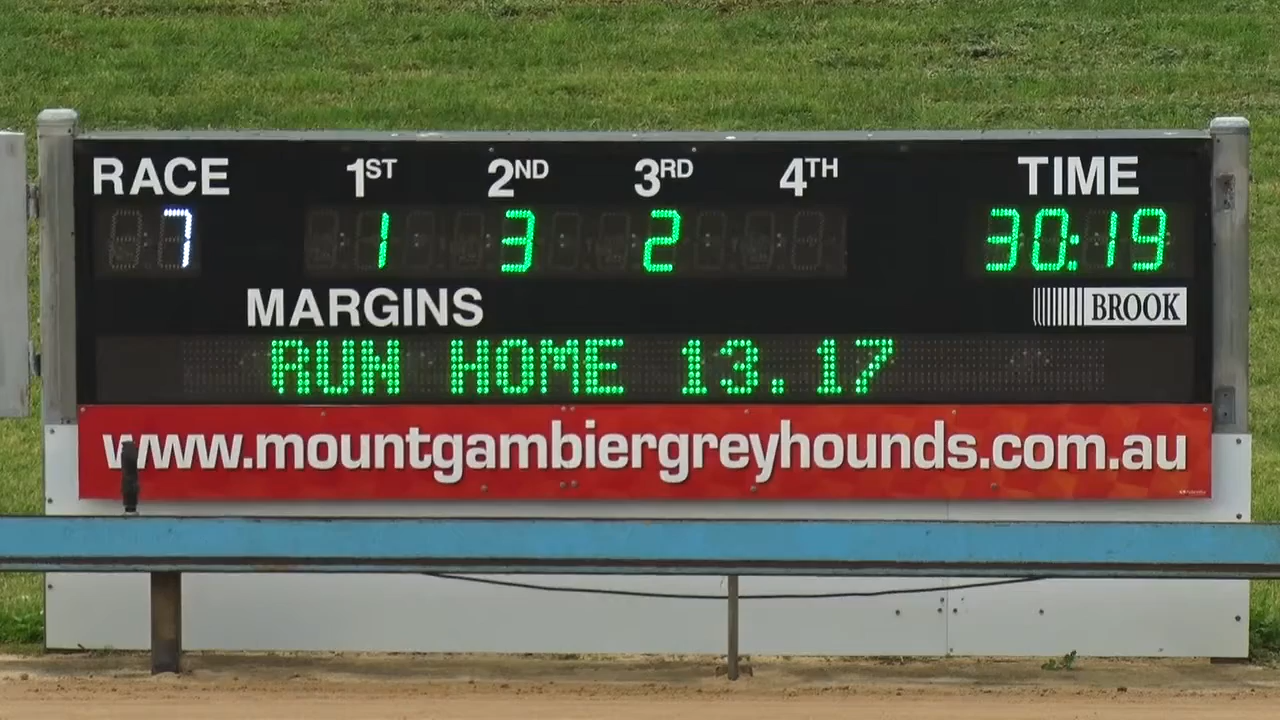 RACE 1ST 2ND 3RD 4TH TIME
7 1 3 2 30:19
MARGINS BROOK
RUN HOME 13.17
www.mountgambiergreyhounds.com.au